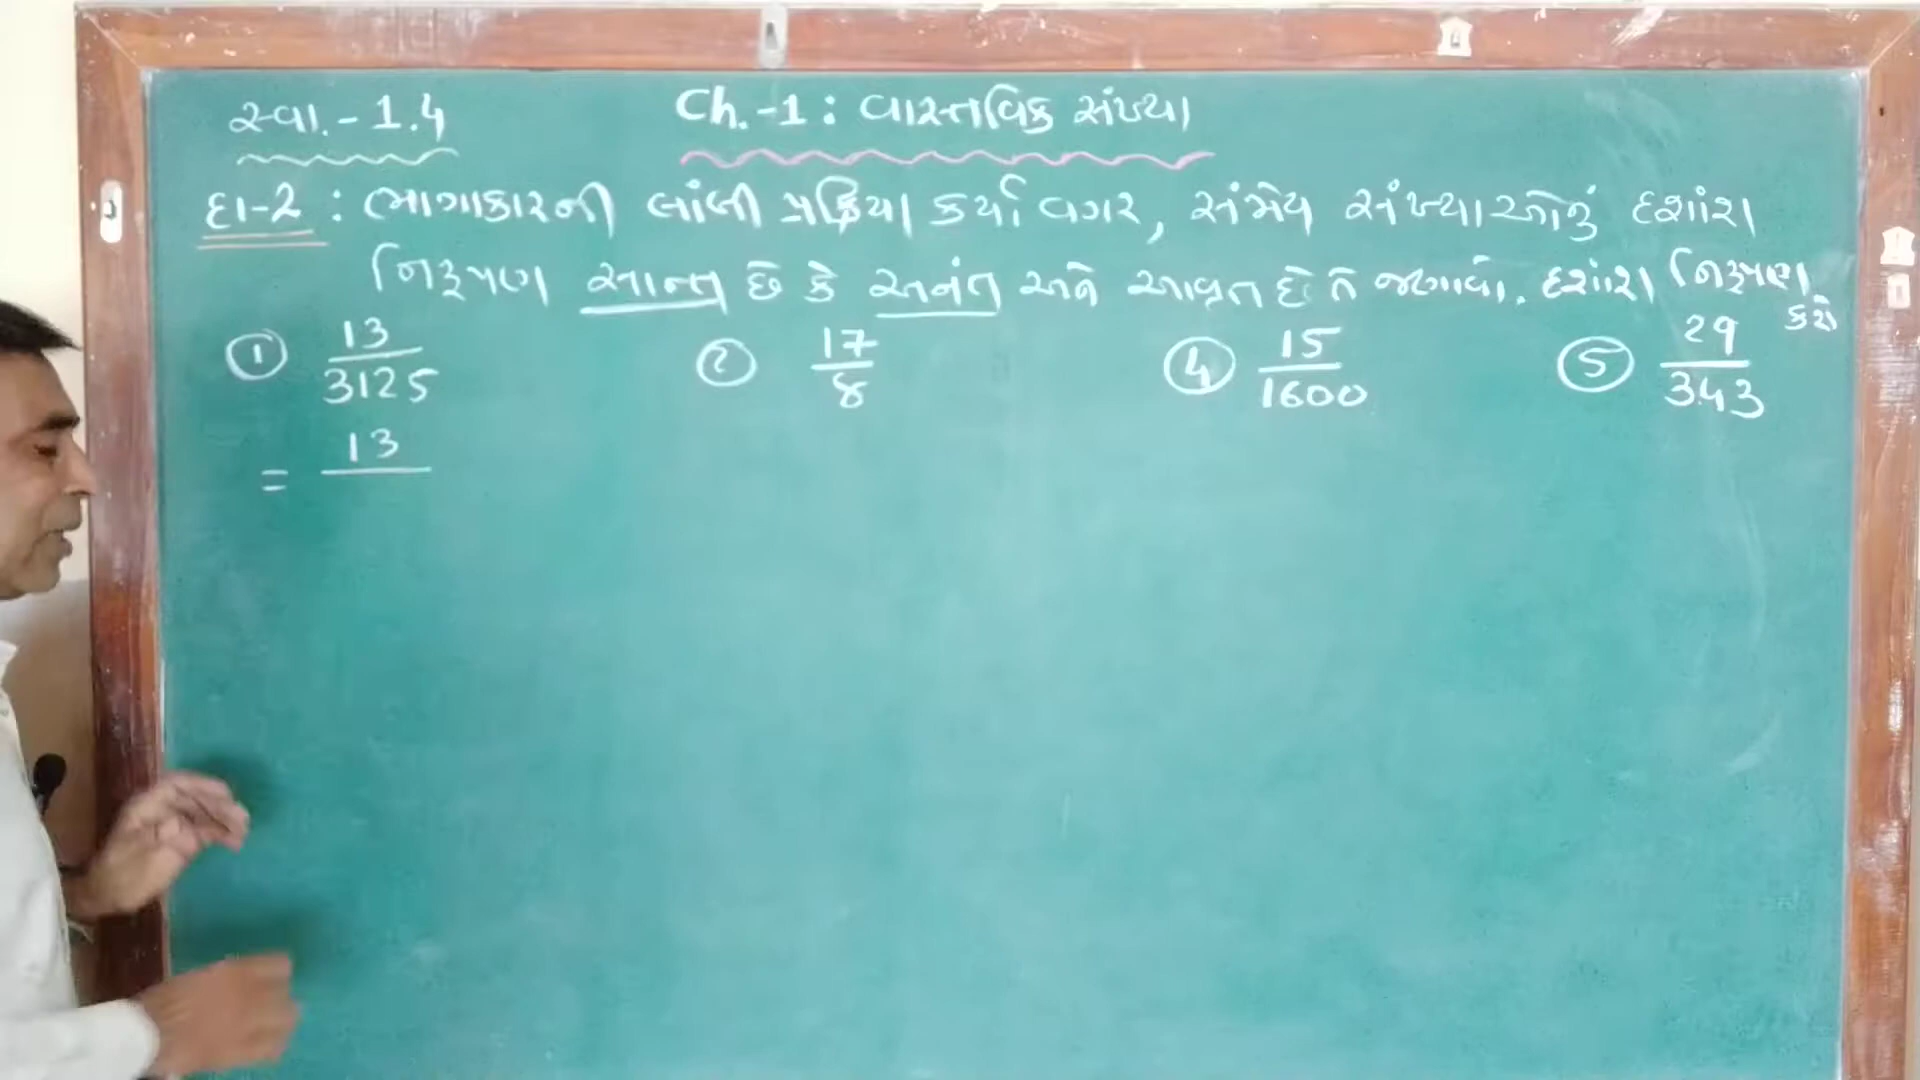 સ્વા.-1.4
Ch.-1: વાસ્તવિક સંખ્યા
દા-2 : ભાગાકારની લાંબી પ્રક્રિયા કર્યા વગર, સંમેય સંખ્યાઓનું દશાંશ
નિરૂપણ સાન્ત છે કે અનંત અને આવૃત છે તે જણાવો. દશાંશ નિરૂપણ
કરો
① 13/3125 ② 17/8 ④ 15/1600 ⑤ 29/343
= 13/